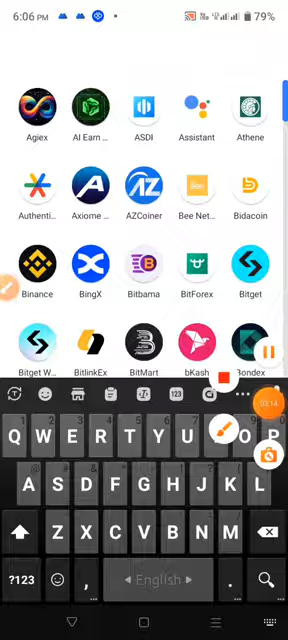 6:06 PM 79%
Agiex AI Earn ... ASDI Assistant Athene
Authenti... Axiome ... AZCoiner Bee Net... Bidacoin
Binance BingX Bitbama BitForex Bitget
Bitget W... BitlinkEx BitMart bKash Bondex
03:14
Q W E R T Y U O P
A S D F G H J K L
Z X C V B N M
?123 , English .